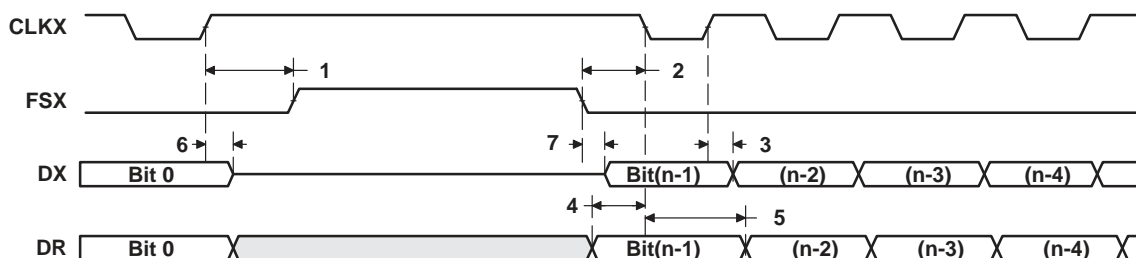 CLKX
1 2
FSX
6 7 3
DX Bit 0 Bit(n-1) (n-2) (n-3) (n-4)
4 5
DR Bit 0 Bit(n-1) (n-2) (n-3) (n-4)